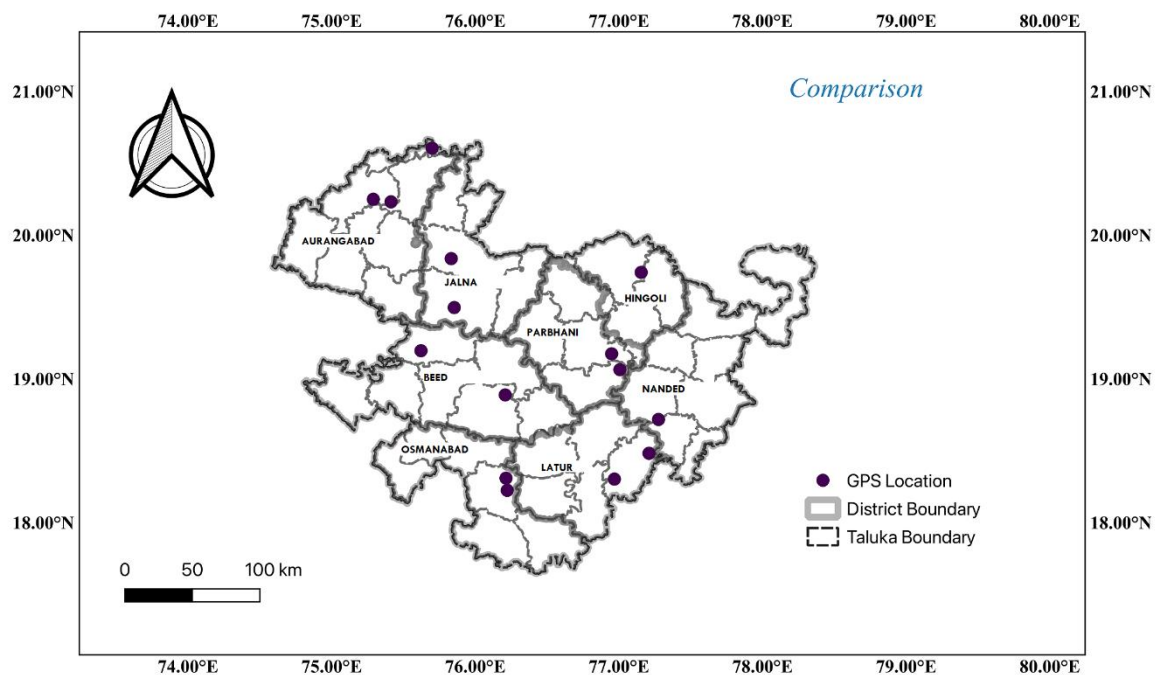 74.00°E 75.00°E 76.00°E 77.00°E 78.00°E 79.00°E 80.00°E
21.00°N 21.00°N
Comparison
20.00°N 20.00°N
AURANGABAD
JALNA
HINGOLI
PARBHANI
19.00°N 19.00°N
BEED
NANDED
OSMANABAD
LATUR
GPS Location
District Boundary
18.00°N 18.00°N
Taluka Boundary
0 50 100 km
74.00°E 75.00°E 76.00°E 77.00°E 78.00°E 79.00°E 80.00°E